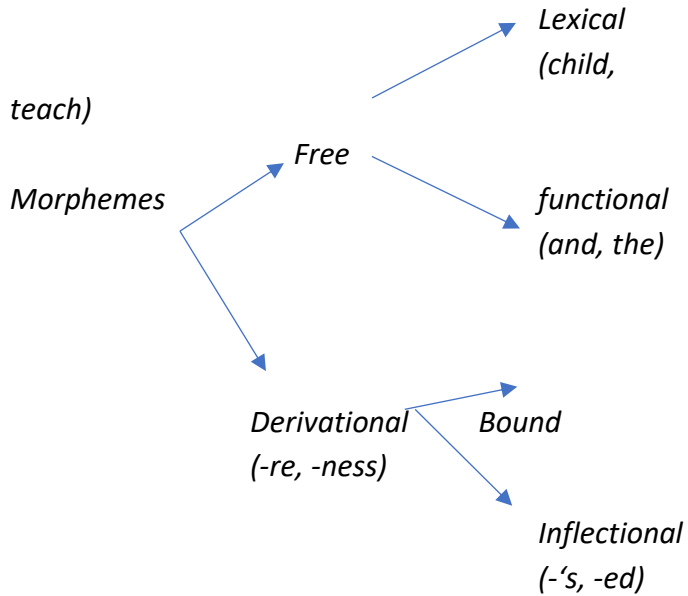 Lexical
(child,
teach)
Free
Morphemes
functional
(and, the)
Derivational Bound
(-re, -ness)
Inflectional
(-‘s, -ed)